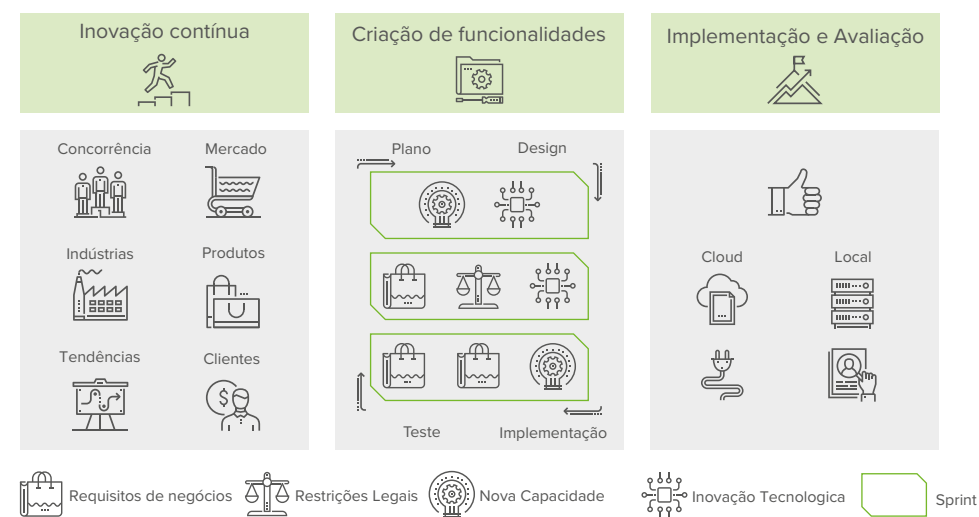 Inovação contínua
Criação de funcionalidades
Implementação e Avaliação
Concorrência
Mercado
Indústrias
Produtos
Tendências
Clientes
Plano
Design
Teste
Implementação
Cloud
Local
Requisitos de negócios
Restrições Legais
Nova Capacidade
Inovação Tecnologica
Sprint